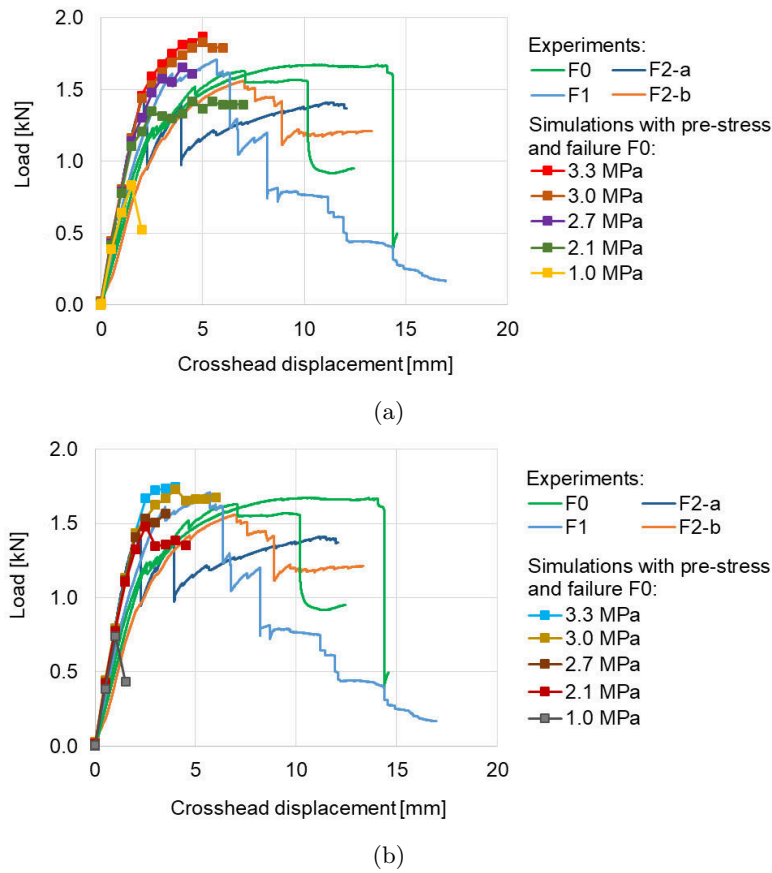 2.0
1.5
1.0
0.5
0.0
Load [kN]
0 5 10 15 20
Crosshead displacement [mm]
Experiments:
F0 F2-a
F1 F2-b
Simulations with pre-stress
and failure F0:
3.3 MPa
3.0 MPa
2.7 MPa
2.1 MPa
1.0 MPa
(a)
2.0
1.5
1.0
0.5
0.0
Load [kN]
0 5 10 15 20
Crosshead displacement [mm]
Experiments:
F0 F2-a
F1 F2-b
Simulations with pre-stress
and failure F0:
3.3 MPa
3.0 MPa
2.7 MPa
2.1 MPa
1.0 MPa
(b)